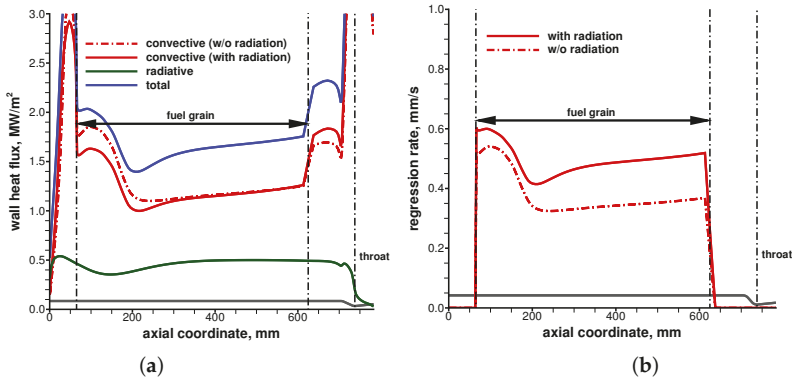 3.0
2.5
2.0
1.5
1.0
0.5
0.0
wall heat flux, MW/m²
convective (w/o radiation)
convective (with radiation)
radiative
total
fuel grain
throat
0 200 400 600
axial coordinate, mm
(a)
1.0
0.8
0.6
0.4
0.2
0.0
regression rate, mm/s
with radiation
w/o radiation
fuel grain
throat
0 200 400 600
axial coordinate, mm
(b)